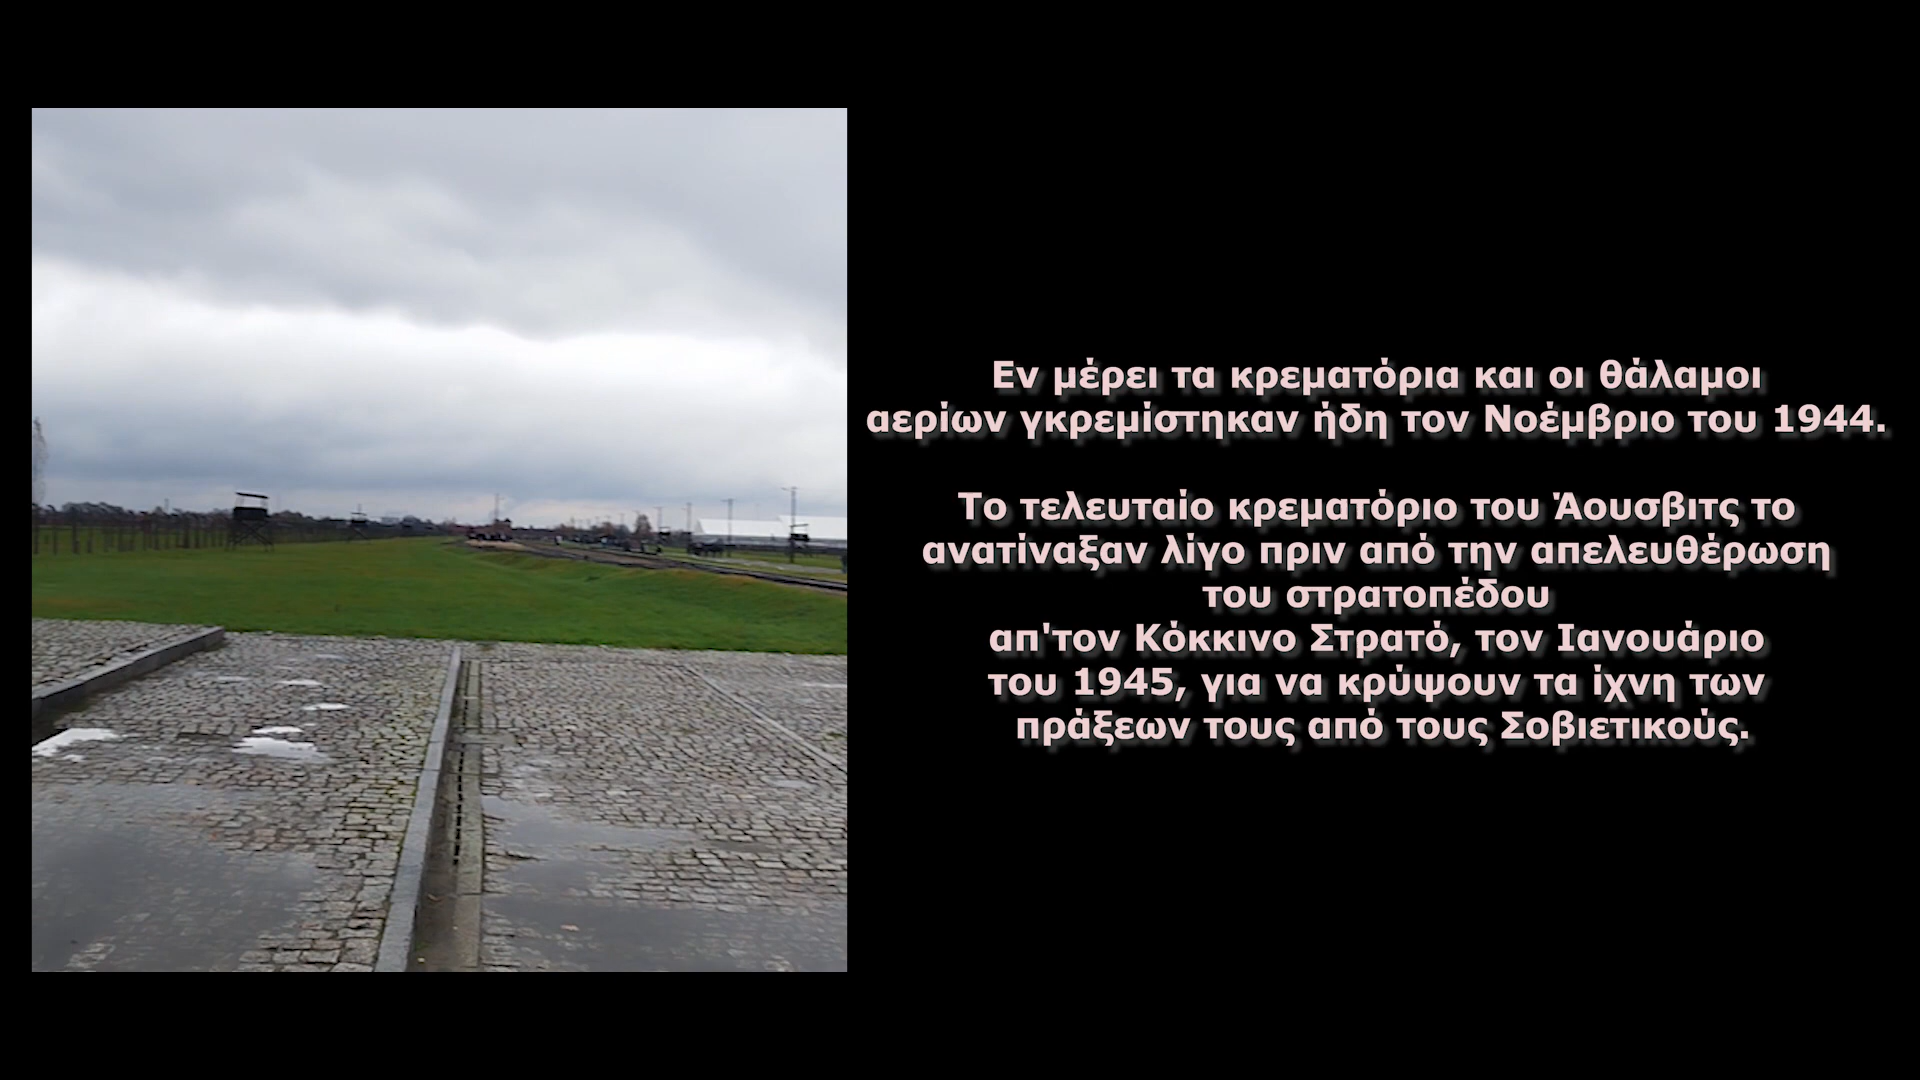 Εν μέρει τα κρεματόρια και οι θάλαμοι
αερίων γκρεμίστηκαν ήδη τον Νοέμβριο του 1944.
Το τελευταίο κρεματόριο του Άουσβιτς το
ανατίναξαν λίγο πριν από την απελευθέρωση
του στρατοπέδου
απ'τον Κόκκινο Στρατό, τον Ιανουάριο
του 1945, για να κρύψουν τα ίχνη των
πράξεων τους από τους Σοβιετικούς.